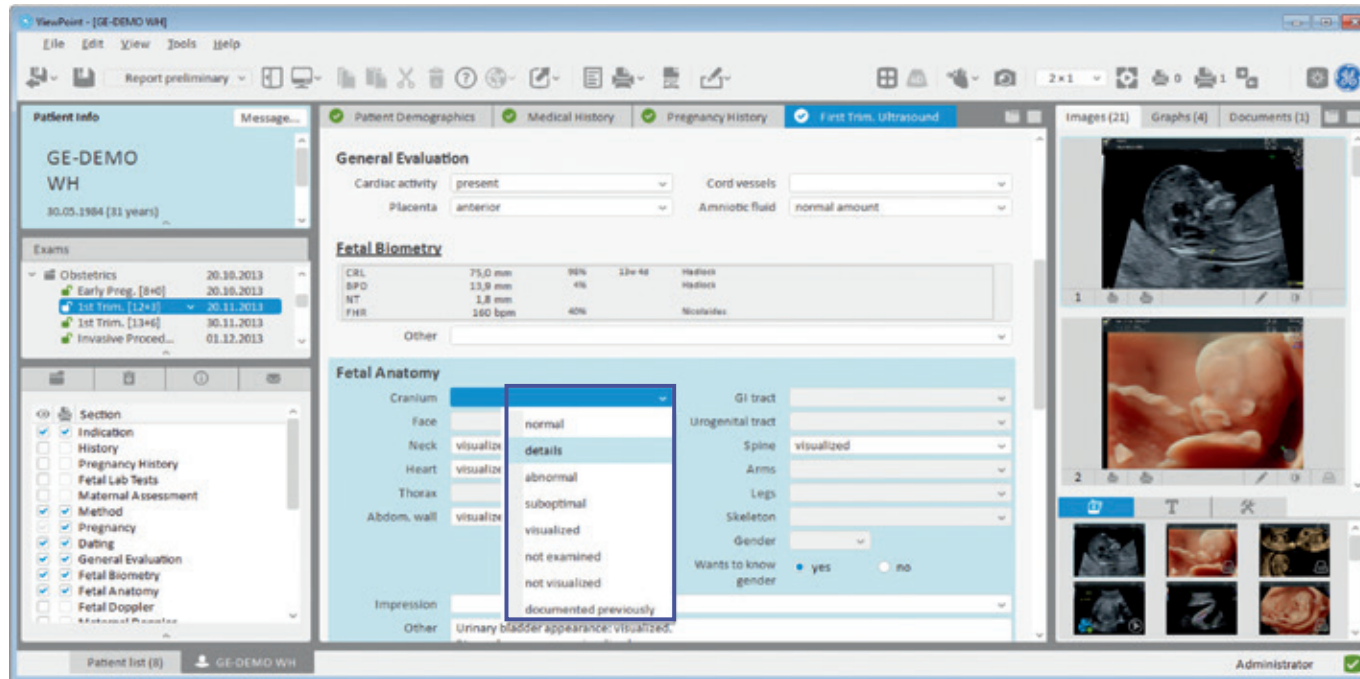 ViewPoint - [GE-DEMO WH]
File Edit View Tools Help
Report preliminary 2×1 0 1
Patient Info Message...
GE-DEMO
WH
30.05.1984 [31 years]
Exams
Obstetrics 20.10.2013
Early Preg. [8+0] 20.10.2013
1st Trim. [12+3] 20.11.2013
1st Trim. [13+6] 30.11.2013
Invasive Proced... 01.12.2013
Section
Indication
History
Pregnancy History
Fetal Lab Tests
Maternal Assessment
Method
Pregnancy
Dating
General Evaluation
Fetal Biometry
Fetal Anatomy
Fetal Doppler
Maternal Doppler
Patient Demographics Medical History Pregnancy History First Trim. Ultrasound
General Evaluation
Cardiac activity present Cord vessels
Placenta anterior Amniotic fluid normal amount
Fetal Biometry
CRL 75,0 mm 98% 13w 4d Hadlock
BPD 13,9 mm 4% Hadlock
NT 1,8 mm
FHR 160 bpm 40% Nicolaides
Other
Fetal Anatomy
Cranium GI tract
Face Urogenital tract
Neck visualize Spine visualized
Heart visualize Arms
Thorax Legs
Abdom. wall visualize Skeleton
Gender
Wants to know yes no
gender
normal
details
abnormal
suboptimal
visualized
not examined
not visualized
documented previously
Impression
Other Urinary bladder appearance: visualized.
Images (21) Graphs (4) Documents (1)
1
2
T
Patient list (8) GE-DEMO WH Administrator